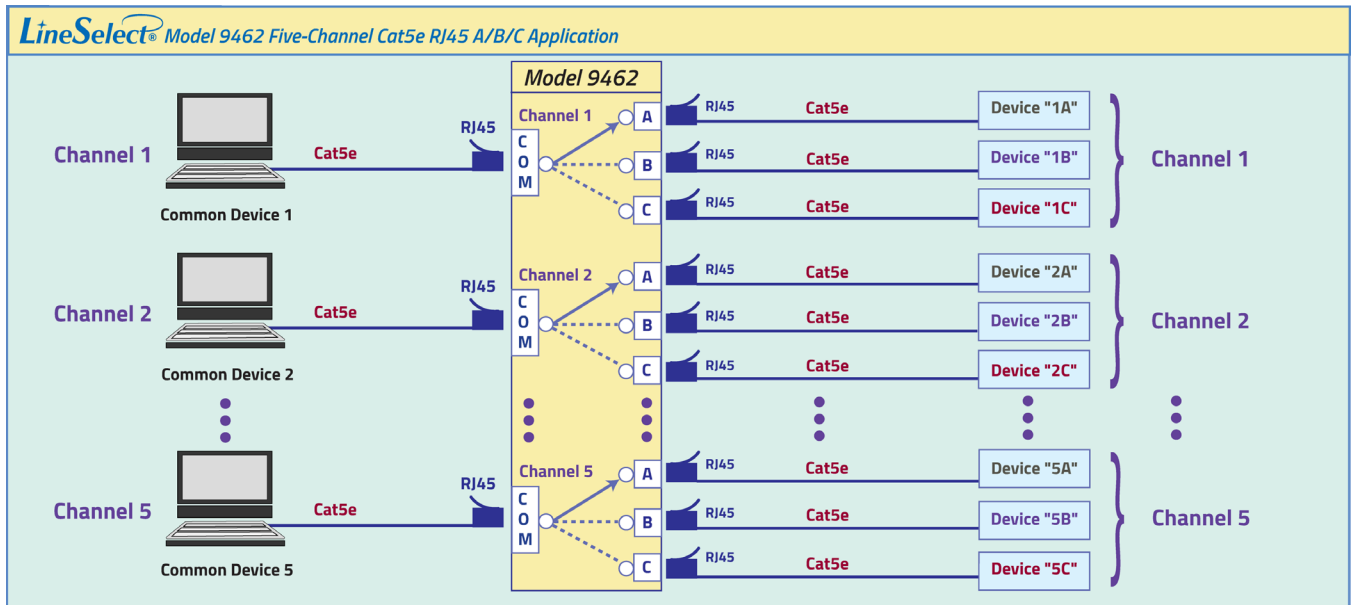 LineSelect® Model 9462 Five-Channel Cat5e RJ45 A/B/C Application
Model 9462
Channel 1
Common Device 1
Cat5e
RJ45
Channel 1
COM
A
B
C
RJ45 Cat5e Device "1A"
RJ45 Cat5e Device "1B"
RJ45 Cat5e Device "1C"
Channel 1
Channel 2
Common Device 2
Cat5e
RJ45
Channel 2
COM
A
B
C
RJ45 Cat5e Device "2A"
RJ45 Cat5e Device "2B"
RJ45 Cat5e Device "2C"
Channel 2
Channel 5
Common Device 5
Cat5e
RJ45
Channel 5
COM
A
B
C
RJ45 Cat5e Device "5A"
RJ45 Cat5e Device "5B"
RJ45 Cat5e Device "5C"
Channel 5